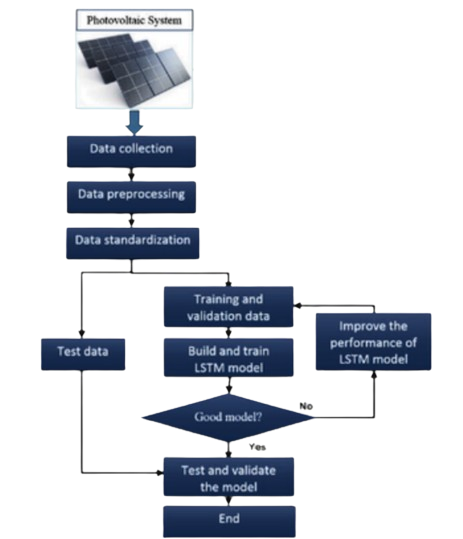 Photovoltaic System
Data collection
Data preprocessing
Data standardization
Training and
validation data
Improve the
performance of
LSTM model
Test data
Build and train
LSTM model
Good model?
No
Yes
Test and validate
the model
End